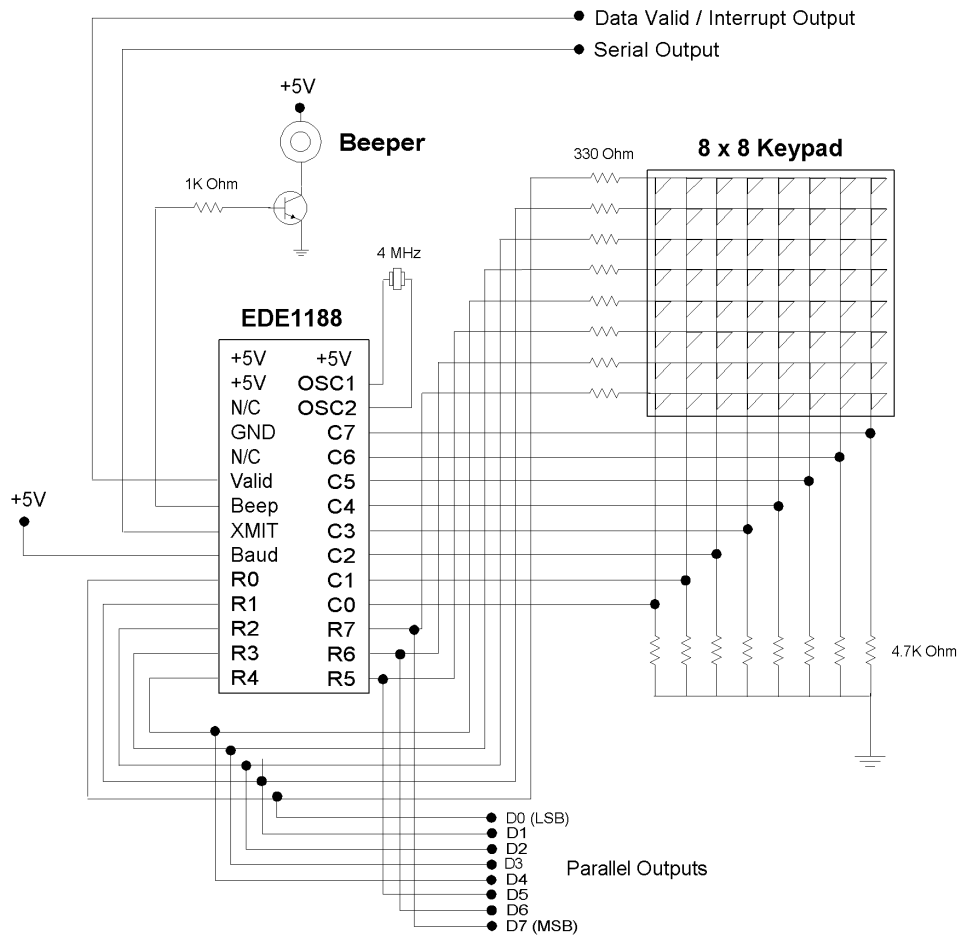 Data Valid / Interrupt Output
Serial Output
+5V
Beeper
8 x 8 Keypad
330 Ohm
1K Ohm
4 MHz
EDE1188
+5V +5V
+5V OSC1
N/C OSC2
GND C7
N/C C6
Valid C5
Beep C4
XMIT C3
Baud C2
R0 C1
R1 C0
R2 R7
R3 R6
R4 R5
+5V
4.7K Ohm
D0 (LSB)
D1
D2
D3
D4
D5
D6
D7 (MSB)
Parallel Outputs